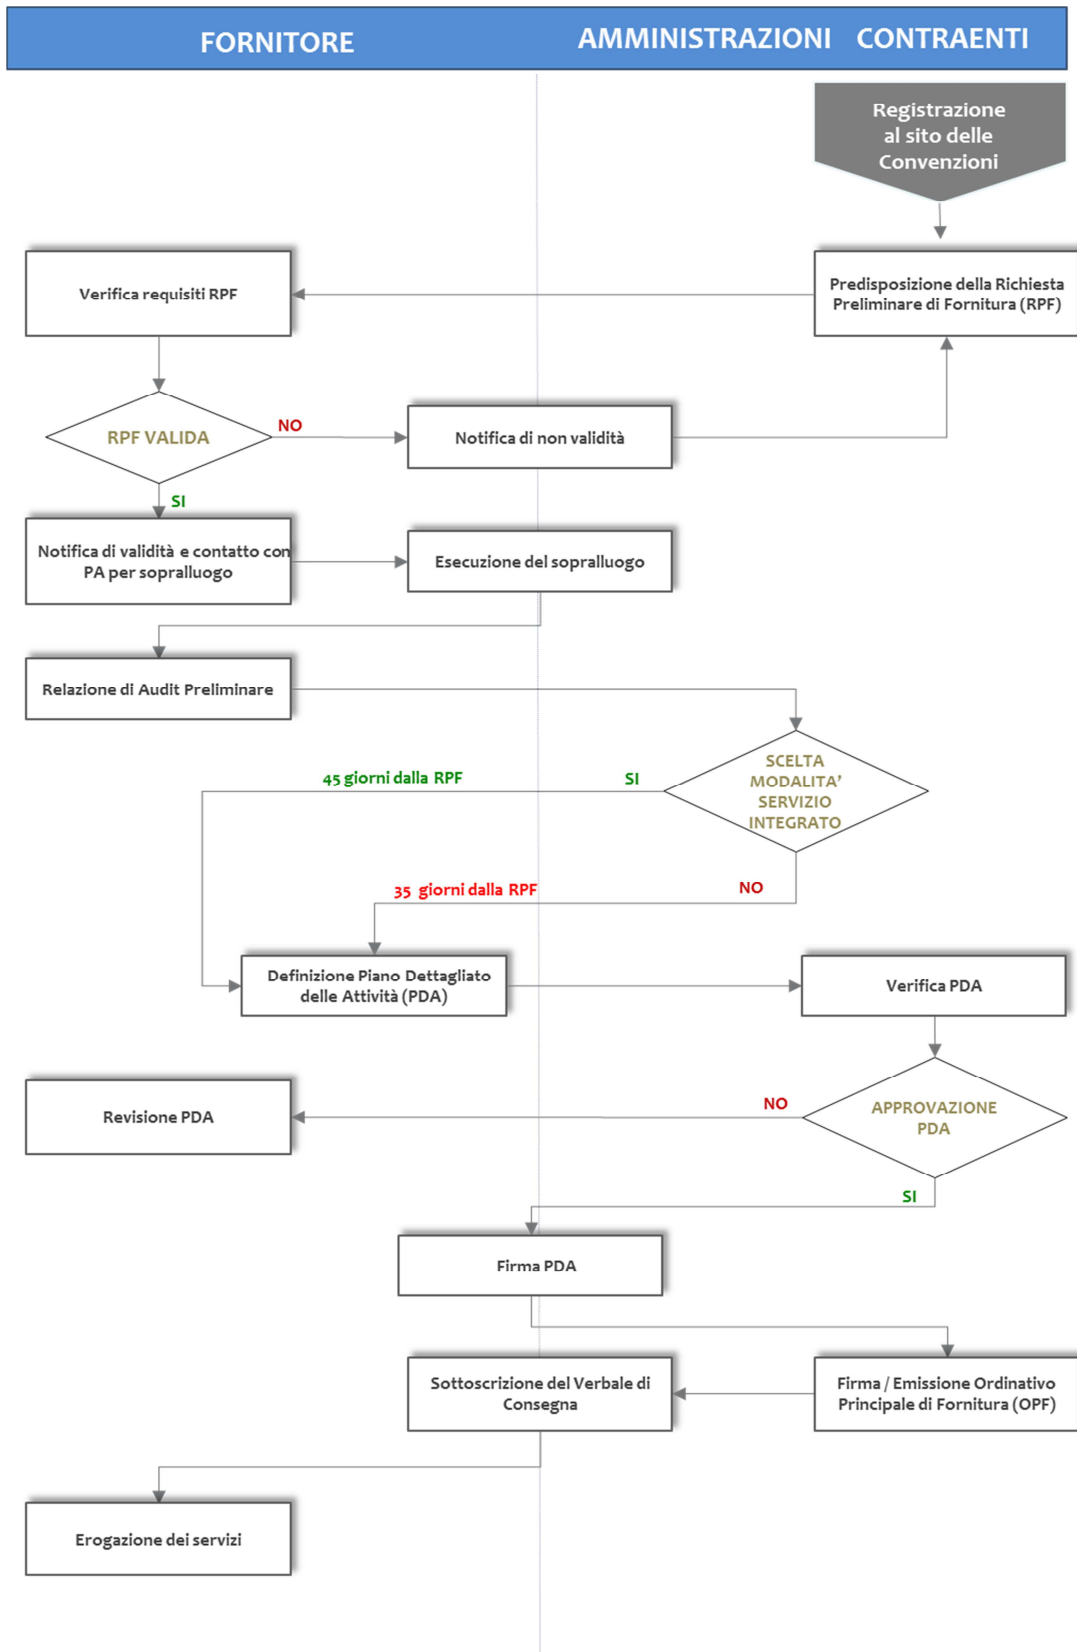 FORNITORE
AMMINISTRAZIONI CONTRAENTI
Registrazione
al sito delle
Convenzioni
Verifica requisiti RPF
Predisposizione della Richiesta
Preliminare di Fornitura (RPF)
RPF VALIDA
NO
Notifica di non validità
SI
Notifica di validità e contatto con
PA per sopralluogo
Esecuzione del sopralluogo
Relazione di Audit Preliminare
SCELTA
MODALITA’
SERVIZIO
INTEGRATO
SI
45 giorni dalla RPF
NO
35 giorni dalla RPF
Definizione Piano Dettagliato
delle Attività (PDA)
Verifica PDA
APPROVAZIONE
PDA
NO
Revisione PDA
SI
Firma PDA
Firma / Emissione Ordinativo
Principale di Fornitura (OPF)
Sottoscrizione del Verbale di
Consegna
Erogazione dei servizi